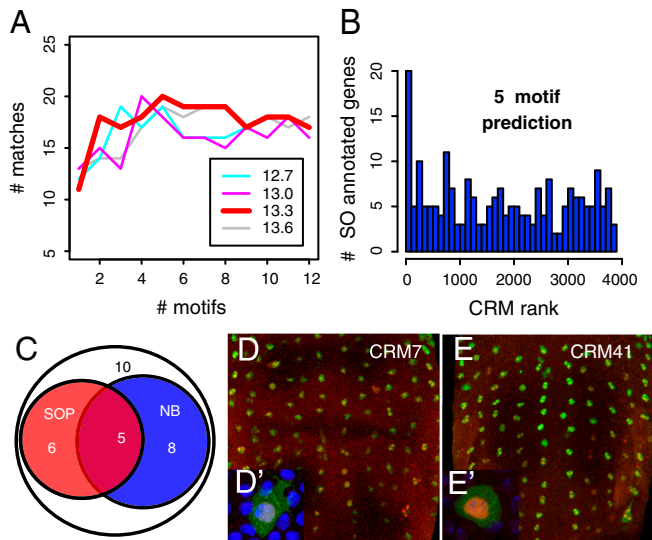 A
# matches
25
20
15
10
5
12.7
13.0
13.3
13.6
2 4 6 8 10 12
# motifs
B
# SO annotated genes
20
15
10
5
0
5 motif
prediction
0 1000 2000 3000 4000
CRM rank
C
10
SOP
NB
6
5
8
D
CRM7
D'
E
CRM41
E'